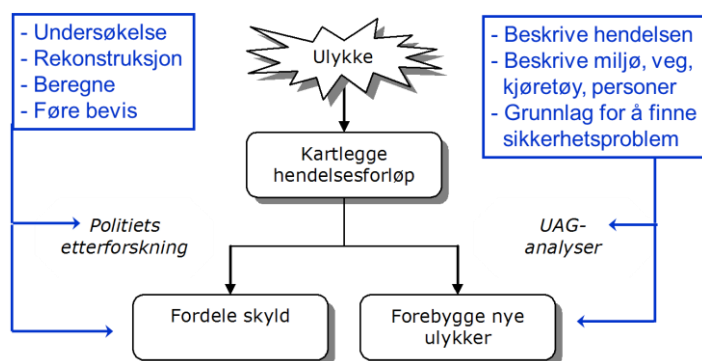 - Undersøkelse
- Rekonstruksjon
- Beregne
- Føre bevis
Ulykke
- Beskrive hendelsen
- Beskrive miljø, veg,
kjøretøy, personer
- Grunnlag for å finne
sikkerhetsproblem
Kartlegge
hendelsesforløp
Politiets
etterforskning
UAG-
analyser
Fordele skyld
Forebygge nye
ulykker